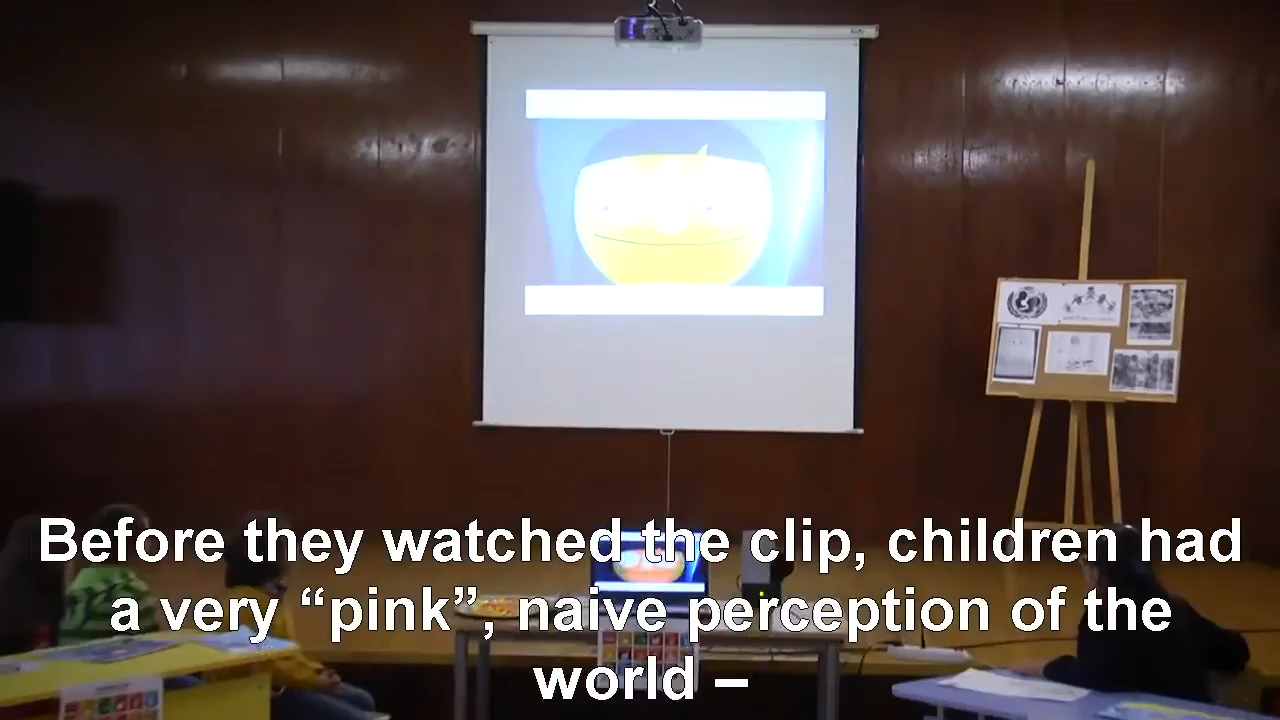 Before they watched the clip, children had
a very “pink”, naive perception of the
world –